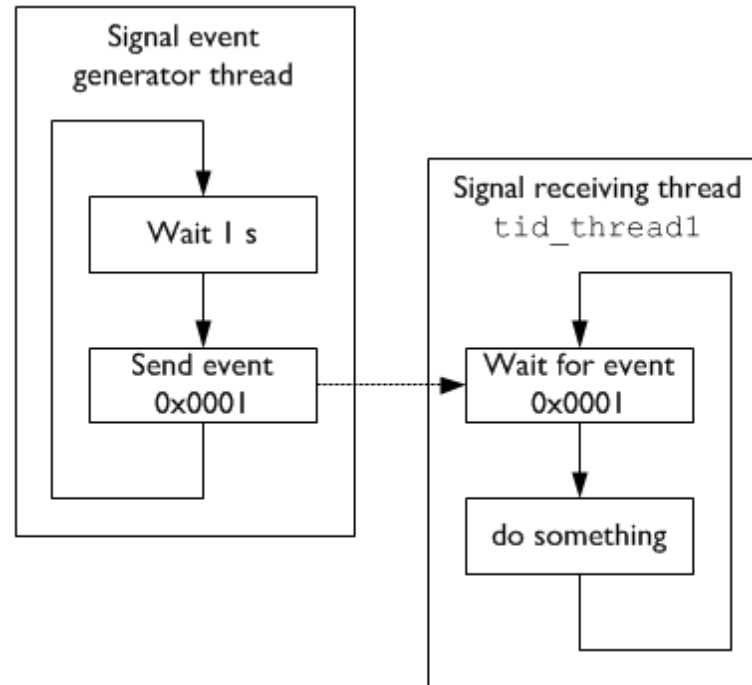 Signal event
generator thread
Wait 1 s
Send event
0x0001
Signal receiving thread
tid_thread1
Wait for event
0x0001
do something